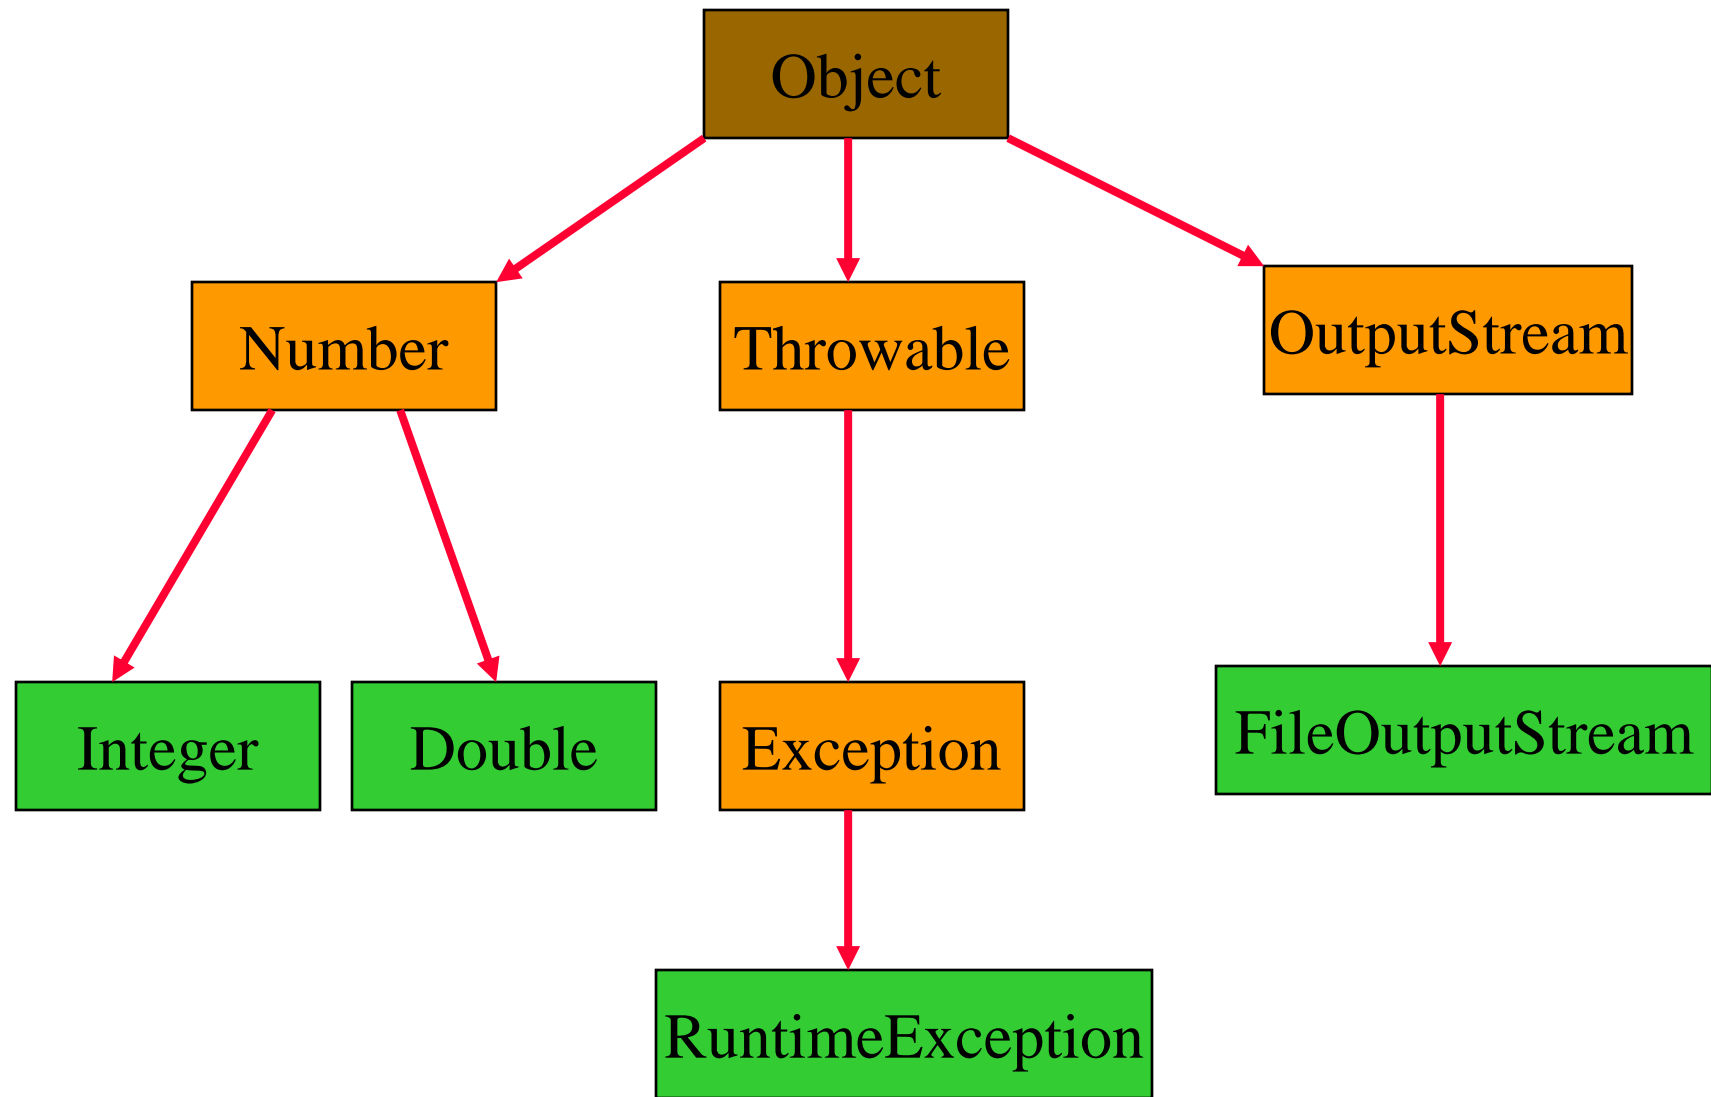 Object
Number
Throwable
OutputStream
Integer
Double
Exception
FileOutputStream
RuntimeException